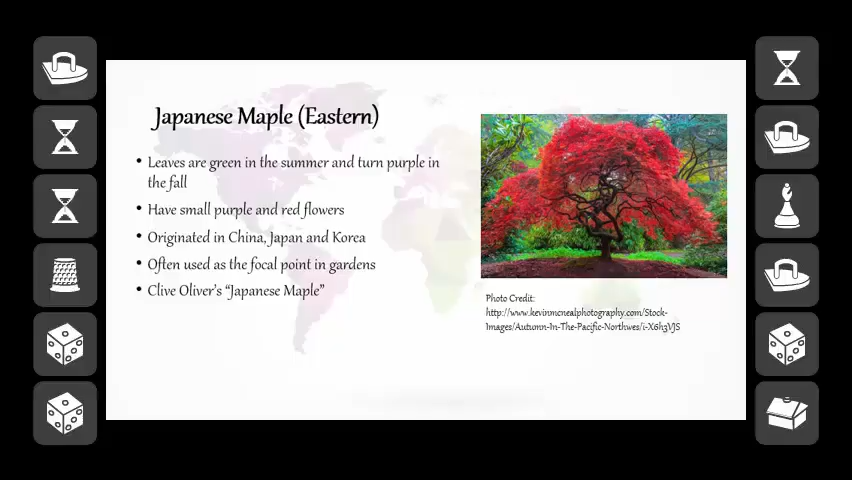 Japanese Maple (Eastern)
• Leaves are green in the summer and turn purple in
the fall
• Have small purple and red flowers
• Originated in China, Japan and Korea
• Often used as the focal point in gardens
• Clive Oliver's “Japanese Maple”
Photo Credit:
http://www.kevinmcnealphotography.com/Stock-
Images/Autumn-In-The-Pacific-Northwes/i-X6h3VJS